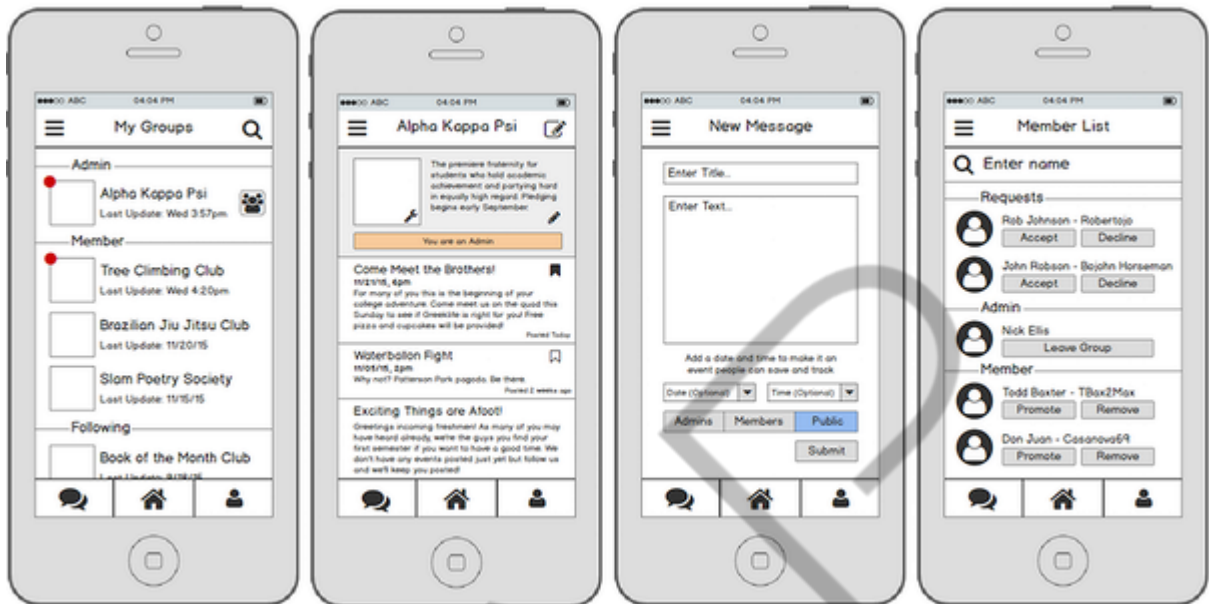 ABC 04:04 PM
My Groups
Admin
Alpha Kappa Psi
Last Update: Wed 3:57pm
Member
Tree Climbing Club
Last Update: Wed 4:20pm
Brazilian Jiu Jitsu Club
Last Update: 11/20/15
Slam Poetry Society
Last Update: 11/15/15
Following
Book of the Month Club
Last Update:
ABC 04:04 PM
Alpha Kappa Psi
The premiere fraternity for
students who hold academic
achievement and partying hard
in equally high regard. Pledging
begins early September.
You are an Admin
Come Meet the Brothers!
11/21/15, 6pm
For many of you this is the beginning of your
college adventure. Come meet us on the quad this
Sunday to see if Greeklife is right for you! Free
pizza and cupcakes will be provided!
Posted Today
Waterballon Fight
11/05/15, 2pm
Why not? Patterson Park pagoda. Be there.
Posted 2 weeks ago
Exciting Things are Afoot!
Greetings incoming freshmen! As many of you may
have heard already, we're the guys you find your
first semester if you want to have a good time. We
don't have any events posted just yet but follow us
and we'll keep you posted!
ABC 04:04 PM
New Message
Enter Title..
Enter Text..
Add a date and time to make it an
event people can save and track
Date (Optional) Time (Optional)
Admins Members Public
Submit
ABC 04:04 PM
Member List
Enter name
Requests
Rob Johnson - Robertojo
Accept Decline
John Robson - Bojohn Horseman
Accept Decline
Admin
Nick Ellis
Leave Group
Member
Todd Baxter - TBax2Max
Promote Remove
Don Juan - Casanova69
Promote Remove